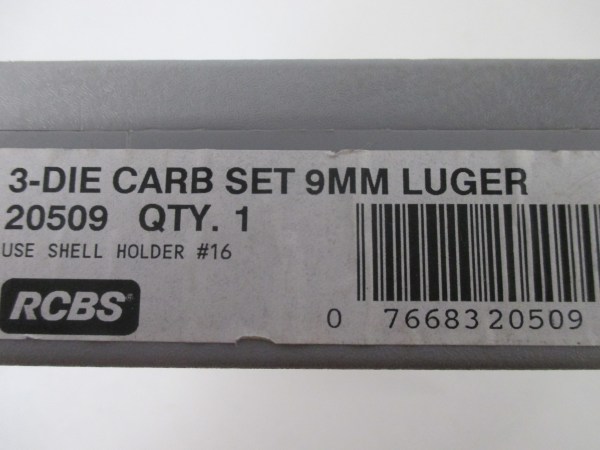 3-DIE CARB SET 9MM LUGER
20509 QTY. 1
USE SHELL HOLDER #16
RCBS®
0 76683 20509